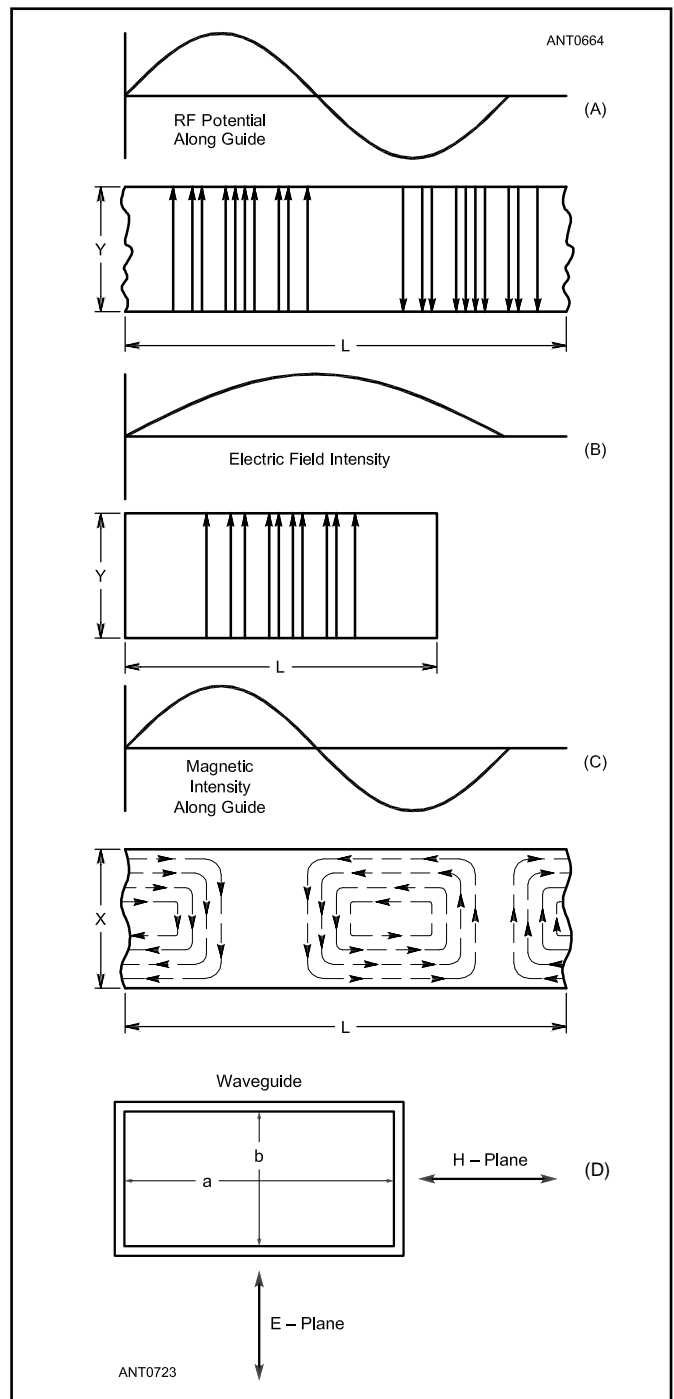 ANT0664
(A)
RF Potential
Along Guide
Y
L
(B)
Electric Field Intensity
Y
L
(C)
Magnetic
Intensity
Along Guide
X
L
Waveguide
b
a
H – Plane
(D)
E – Plane
ANT0723